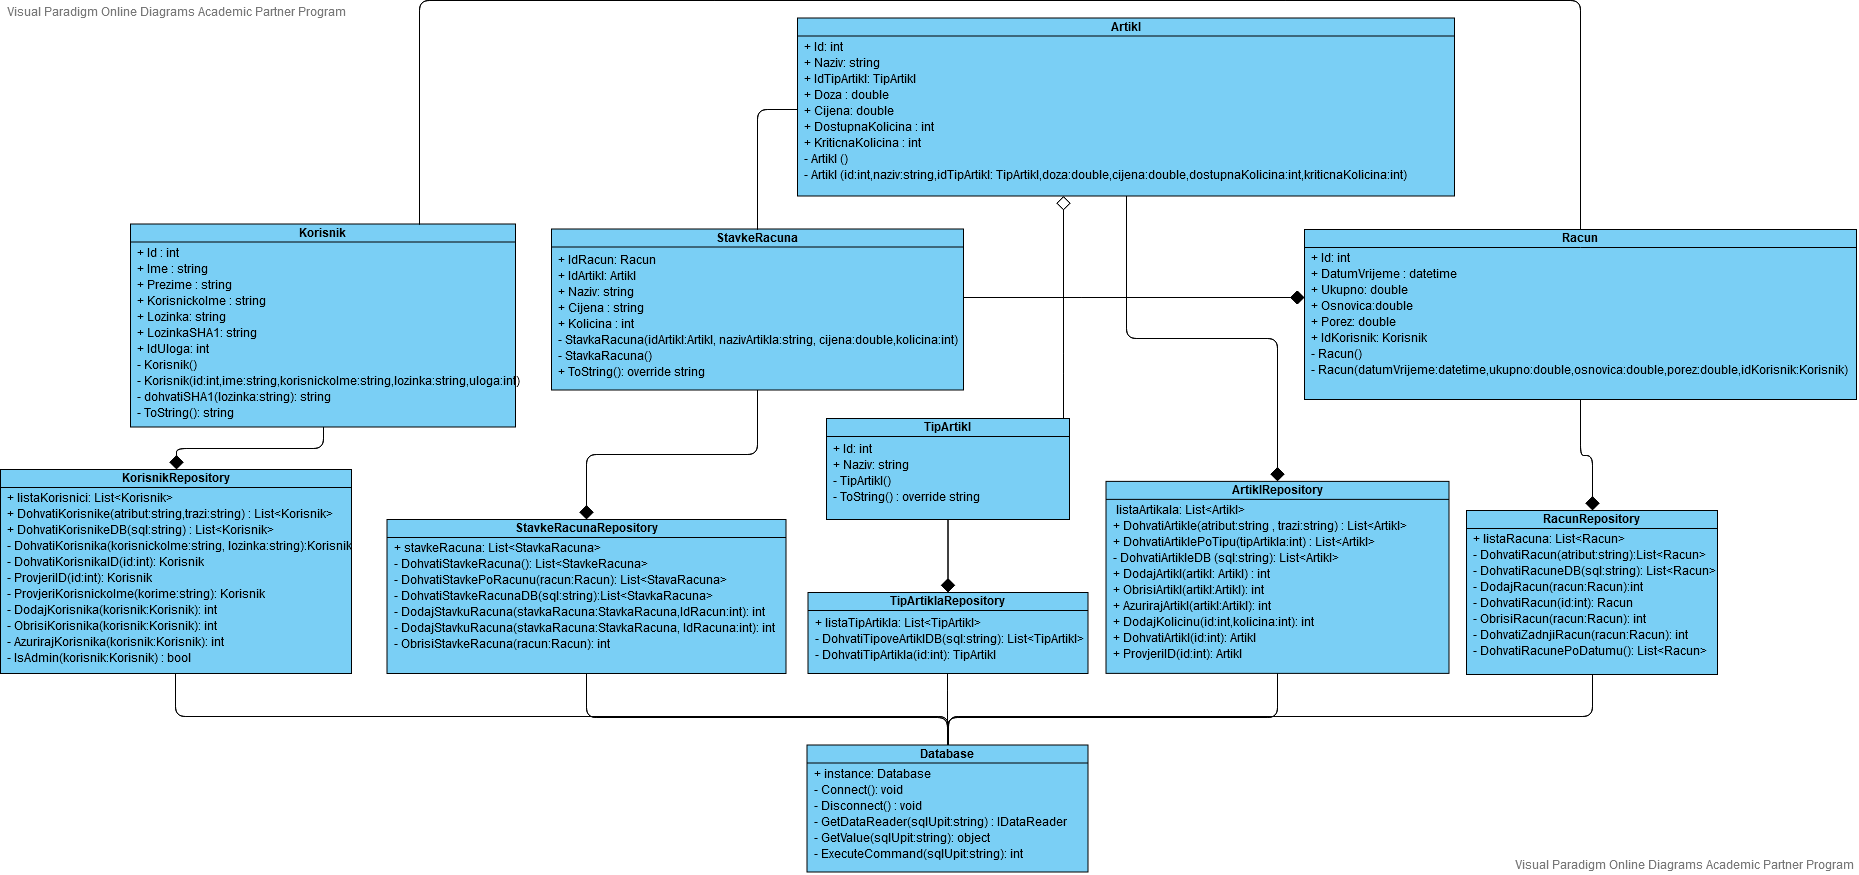 Visual Paradigm Online Diagrams Academic Partner Program
Artikl
+ Id: int
+ Naziv: string
+ IdTipArtikl: TipArtikl
+ Doza : double
+ Cijena: double
+ DostupnaKolicina : int
+ KriticnaKolicina : int
- Artikl ()
- Artikl (id:int,naziv:string,idTipArtikl: TipArtikl,doza:double,cijena:double,dostupnaKolicina:int,kriticnaKolicina:int)
Korisnik
+ Id : int
+ Ime : string
+ Prezime : string
+ KorisnickoIme : string
+ Lozinka: string
+ LozinkaSHA1: string
+ IdUloga: int
- Korisnik()
- Korisnik(id:int,ime:string,korisnickoIme:string,lozinka:string,uloga:int)
- dohvatiSHA1(lozinka:string): string
- ToString(): string
StavkeRacuna
+ IdRacun: Racun
+ IdArtikl: Artikl
+ Naziv: string
+ Cijena : string
+ Kolicina : int
- StavkaRacuna(idArtikl:Artikl, nazivArtikla:string, cijena:double,kolicina:int)
- StavkaRacuna()
+ ToString(): override string
Racun
+ Id: int
+ DatumVrijeme : datetime
+ Ukupno: double
+ Osnovica:double
+ Porez: double
+ IdKorisnik: Korisnik
- Racun()
- Racun(datumVrijeme:datetime,ukupno:double,osnovica:double,porez:double,idKorisnik:Korisnik)
TipArtikl
+ Id: int
+ Naziv: string
- TipArtikl()
- ToString() : override string
KorisnikRepository
+ listaKorisnici: List<Korisnik>
+ DohvatiKorisnike(atribut:string,trazi:string) : List<Korisnik>
+ DohvatiKorisnikeDB(sql:string) : List<Korisnik>
- DohvatiKorisnika(korisnickoIme:string, lozinka:string):Korisnik
- DohvatiKorisnikaID(id:int): Korisnik
- ProvjeriID(id:int): Korisnik
- ProvjeriKorisnickoIme(korime:string): Korisnik
- DodajKorisnika(korisnik:Korisnik): int
- ObrisiKorisnika(korisnik:Korisnik): int
- AzurirajKorisnika(korisnik:Korisnik): int
- IsAdmin(korisnik:Korisnik) : bool
StavkeRacunaRepository
+ stavkeRacuna: List<StavkaRacuna>
- DohvatiStavkeRacuna(): List<StavkeRacuna>
- DohvatiStavkePoRacunu(racun:Racun): List<StavaRacuna>
- DohvatiStavkeRacunaDB(sql:string):List<StavkaRacuna>
- DodajStavkuRacuna(stavkaRacuna:StavkaRacuna,IdRacun:int): int
- DodajStavkuRacuna(stavkaRacuna:StavkaRacuna, IdRacuna:int): int
- ObrisiStavkeRacuna(racun:Racun): int
TipArtiklaRepository
+ listaTipArtikla: List<TipArtikl>
- DohvatiTipoveArtiklDB(sql:string): List<TipArtikl>
- DohvatiTipArtikla(id:int): TipArtikl
ArtiklRepository
listaArtikala: List<Artikl>
+ DohvatiArtikle(atribut:string , trazi:string) : List<Artikl>
+ DohvatiArtiklePoTipu(tipArtikla:int) : List<Artikl>
- DohvatiArtikleDB (sql:string): List<Artikl>
+ DodajArtikl(artikl: Artikl) : int
+ ObrisiArtikl(artikl:Artikl): int
+ AzurirajArtikl(artikl:Artikl): int
+ DodajKolicinu(id:int,kolicina:int): int
+ DohvatiArtikl(id:int): Artikl
+ ProvjeriID(id:int): Artikl
RacunRepository
+ listaRacuna: List<Racun>
- DohvatiRacun(atribut:string):List<Racun>
- DohvatiRacuneDB(sql:string): List<Racun>
- DodajRacun(racun:Racun):int
- DohvatiRacun(id:int): Racun
- ObrisiRacun(racun:Racun): int
- DohvatiZadnjiRacun(racun:Racun): int
- DohvatiRacunePoDatumu(): List<Racun>
Database
+ instance: Database
- Connect(): void
- Disconnect() : void
- GetDataReader(sqlUpit:string) : IDataReader
- GetValue(sqlUpit:string): object
- ExecuteCommand(sqlUpit:string): int
Visual Paradigm Online Diagrams Academic Partner Program